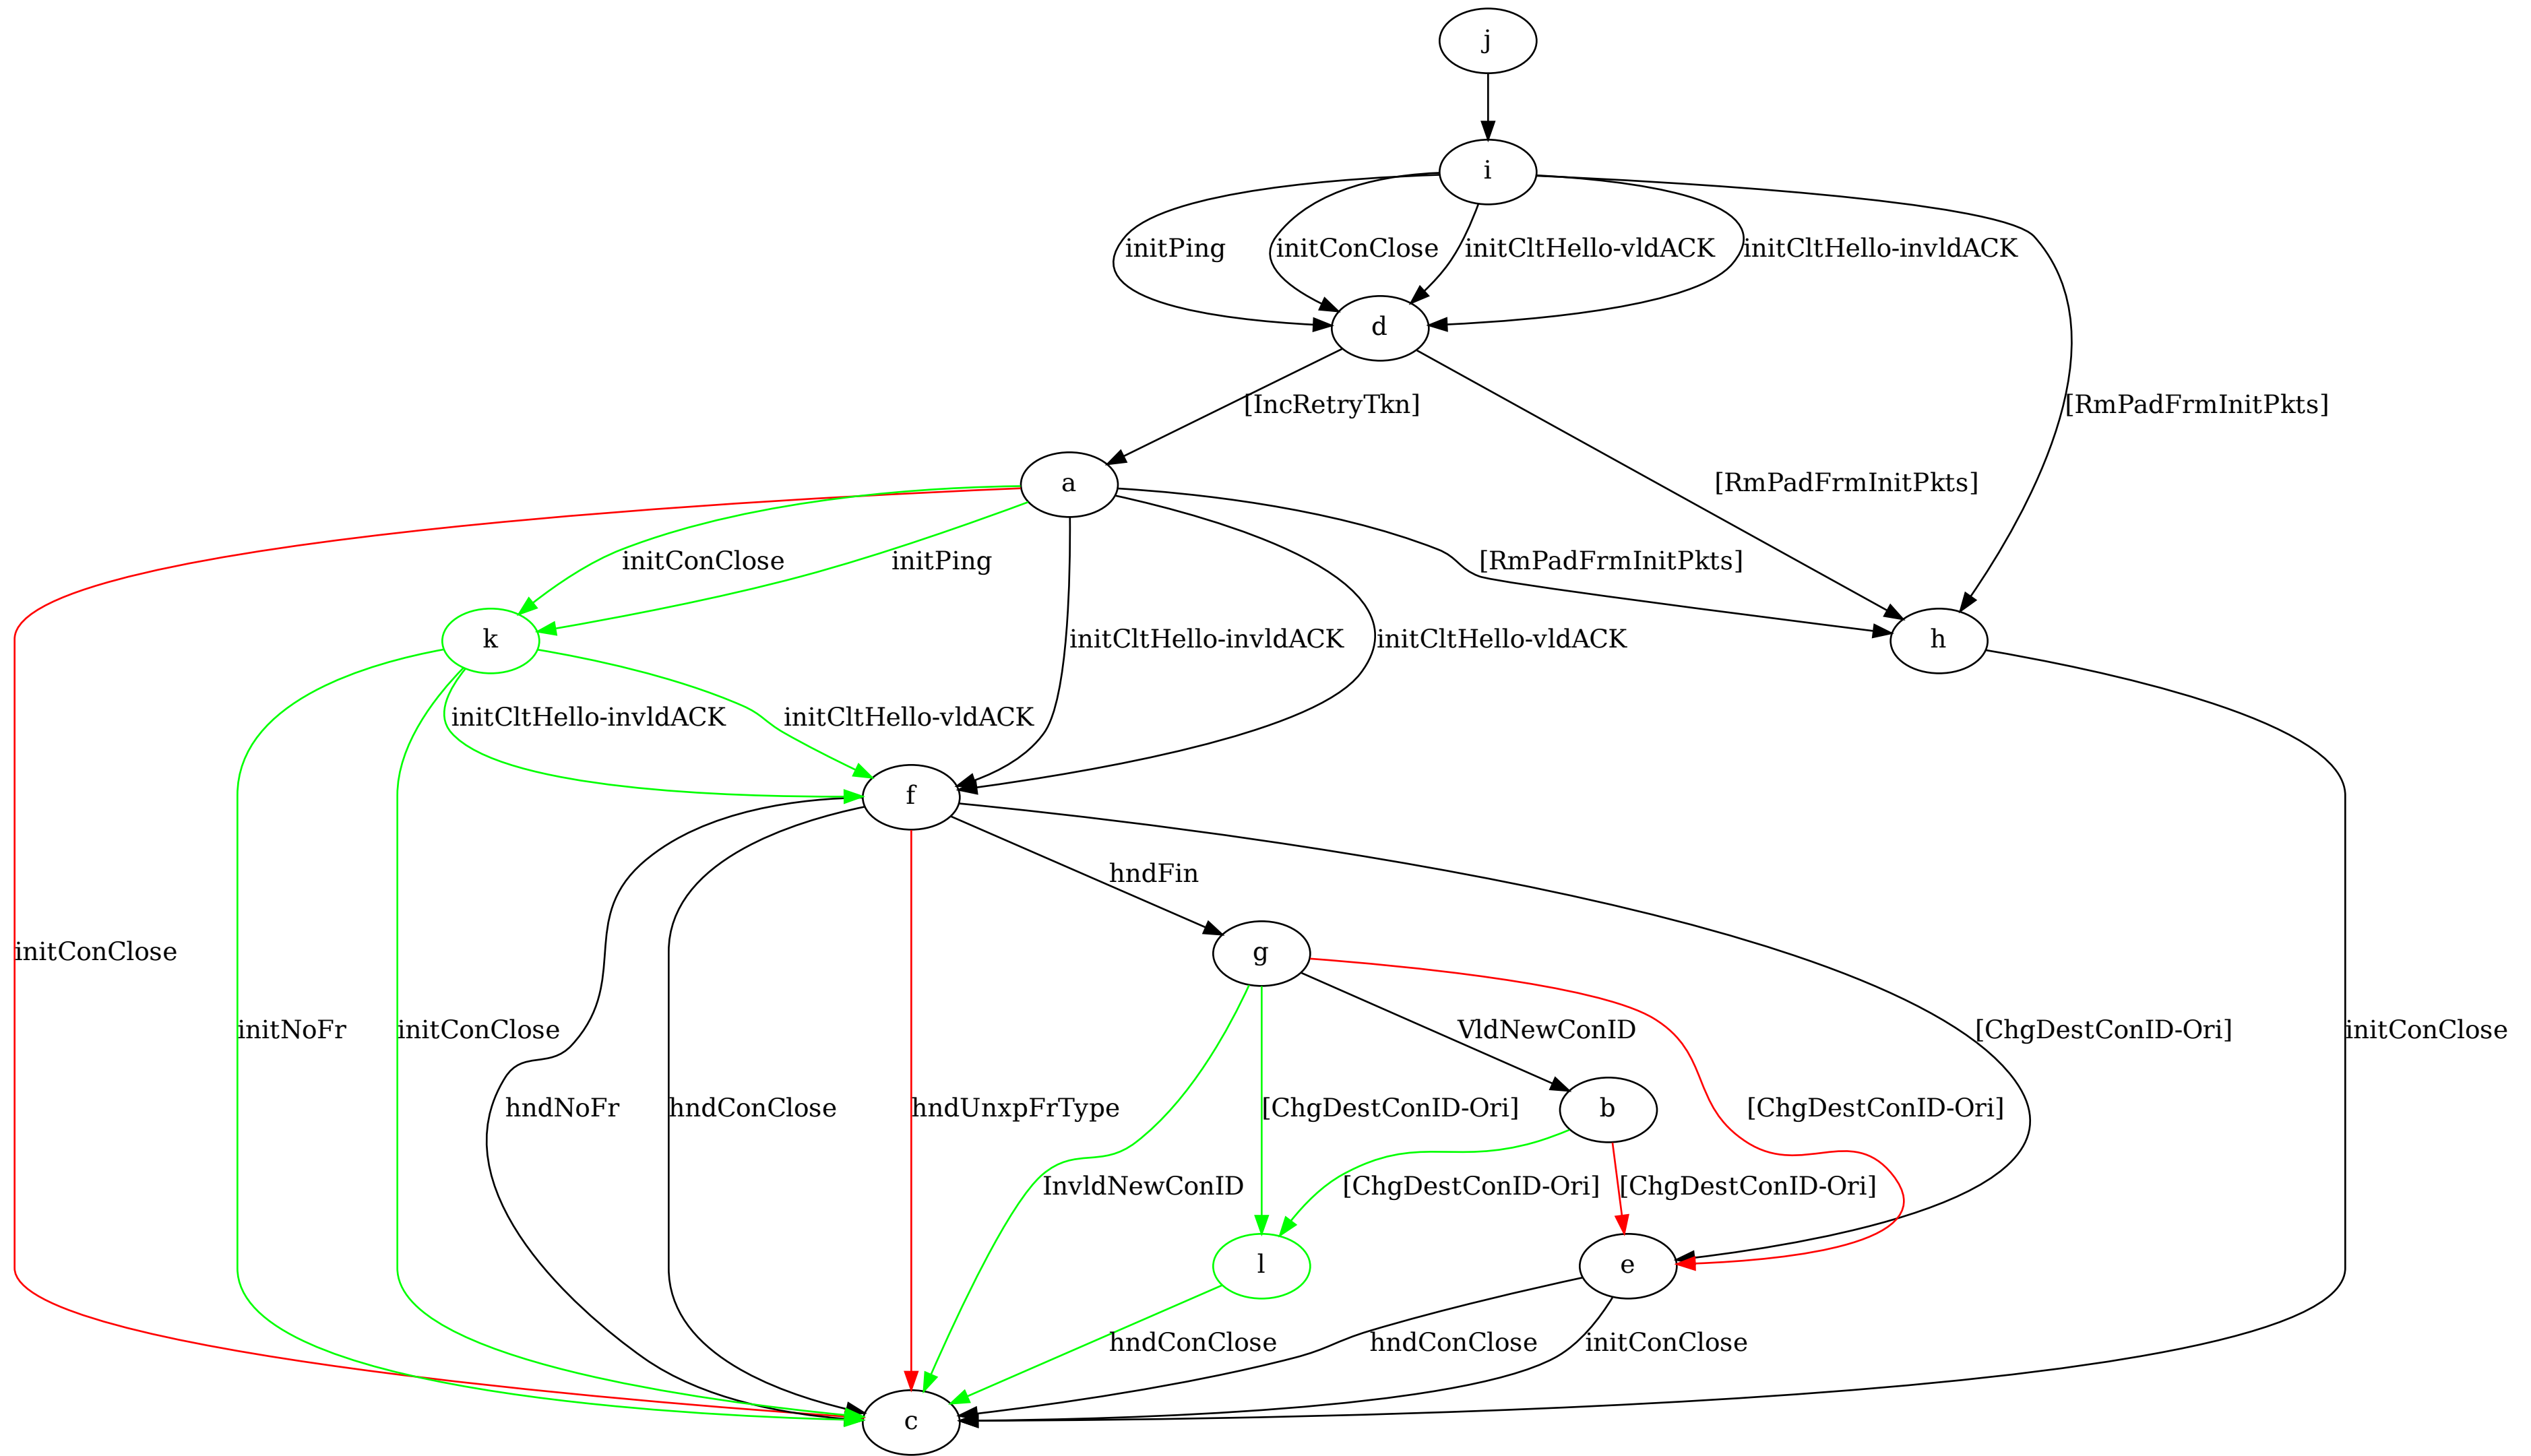 j
i
initPing
initConClose
initCltHello-vldACK
initCltHello-invldACK
d
[IncRetryTkn]
[RmPadFrmInitPkts]
a
[RmPadFrmInitPkts]
initConClose
initPing
[RmPadFrmInitPkts]
k
initCltHello-invldACK
initCltHello-vldACK
h
initCltHello-invldACK
initCltHello-vldACK
f
hndFin
initConClose
g
initNoFr
initConClose
VldNewConID
[ChgDestConID-Ori]
initConClose
hndNoFr
hndConClose
hndUnxpFrType
[ChgDestConID-Ori]
b
[ChgDestConID-Ori]
InvldNewConID
[ChgDestConID-Ori]
[ChgDestConID-Ori]
l
e
hndConClose
hndConClose
initConClose
c